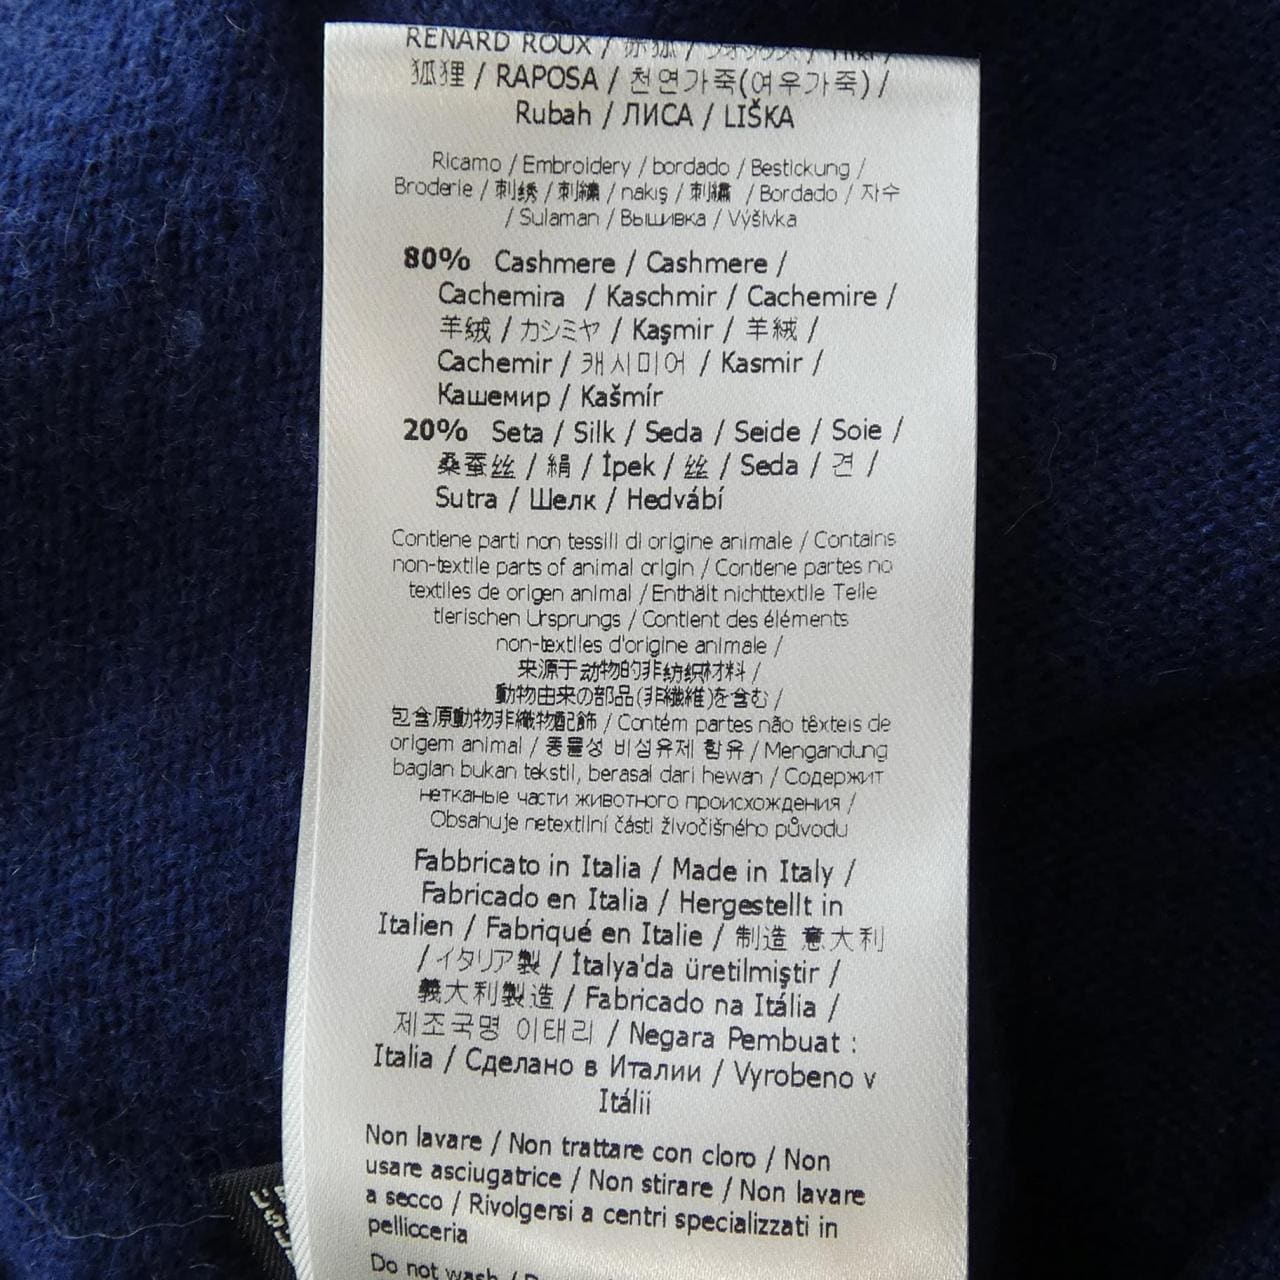 RENARD ROUX / 赤狐 / フォックス / Tilki /
狐狸 / RAPOSA / 천연가죽(여우가죽) /
Rubah / ЛИСА / LIŠKA
Ricamo / Embroidery / bordado / Bestickung /
Broderie / 刺绣 / 刺繍 / nakış / 刺繡 / Bordado / 자수
/ Sulaman / Вышивка / Výšivka
80% Cashmere / Cashmere /
Cachemira / Kaschmir / Cachemire /
羊绒 / カシミヤ / Kaşmir / 羊絨 /
Cachemir / 캐시미어 / Kasmir /
Кашемир / Kašmír
20% Seta / Silk / Seda / Seide / Soie /
桑蚕丝 / 絹 / İpek / 丝 / Seda / 견 /
Sutra / Шелк / Hedvábí
Contiene parti non tessili di origine animale / Contains
non-textile parts of animal origin / Contiene partes no
textiles de origen animal / Enthält nichttextile Teile
tierischen Ursprungs / Contient des éléments
non-textiles d'origine animale /
来源于动物的非纺织材料 /
動物由来の部品(非繊維)を含む /
包含原動物非織物配飾 / Contém partes não têxteis de
origem animal / 동물성 비섬유제 함유 / Mengandung
bagian bukan tekstil, berasal dari hewan / Содержит
нетканые части животного происхождения /
Obsahuje netextilní části živočišného původu
Fabbricato in Italia / Made in Italy /
Fabricado en Italia / Hergestellt in
Italien / Fabriqué en Italie / 制造 意大利
/ イタリア製 / İtalya'da üretilmiştir /
義大利製造 / Fabricado na Itália /
제조국명 이태리 / Negara Pembuat :
Italia / Сделано в Италии / Vyrobeno v
Itálii
Non lavare / Non trattare con cloro / Non
usare asciugatrice / Non stirare / Non lavare
a secco / Rivolgersi a centri specializzati in
pellicceria
Do not wash /